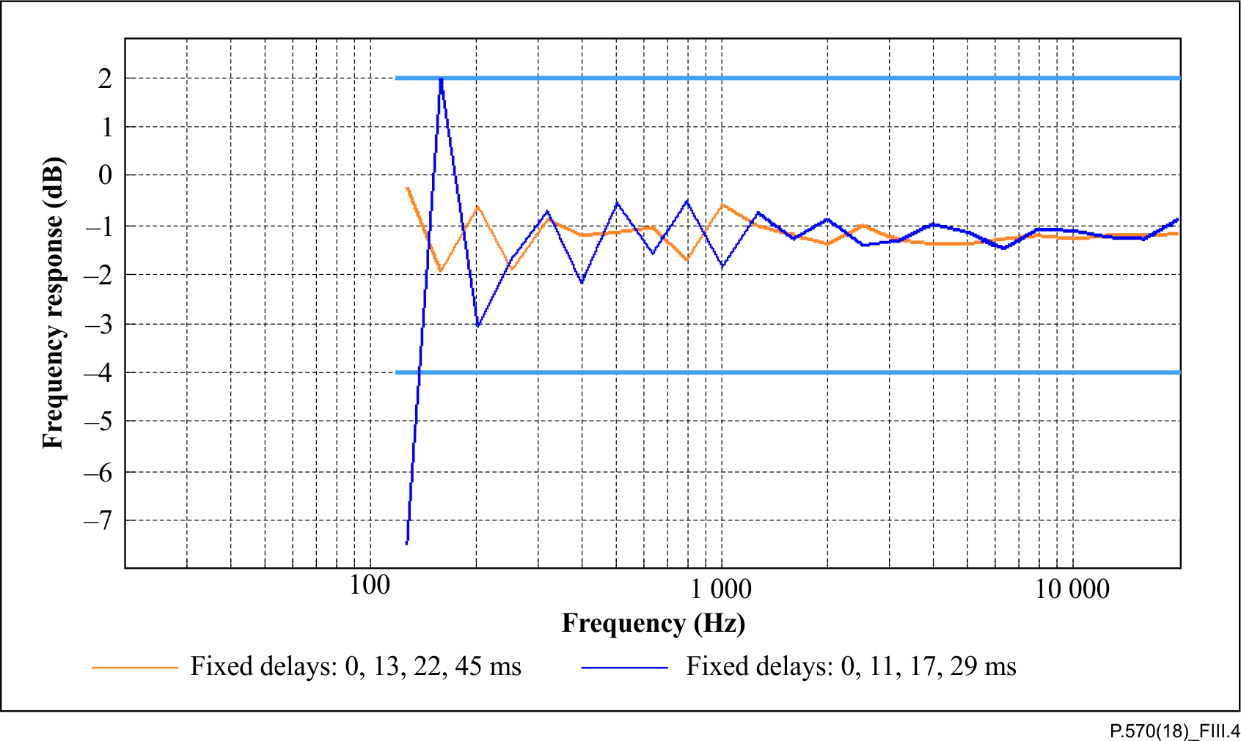 2
1
0
–1
–2
–3
–4
–5
–6
–7
Frequency response (dB)
100
1 000
10 000
Frequency (Hz)
Fixed delays: 0, 13, 22, 45 ms
Fixed delays: 0, 11, 17, 29 ms
P.570(18)_FIII.4